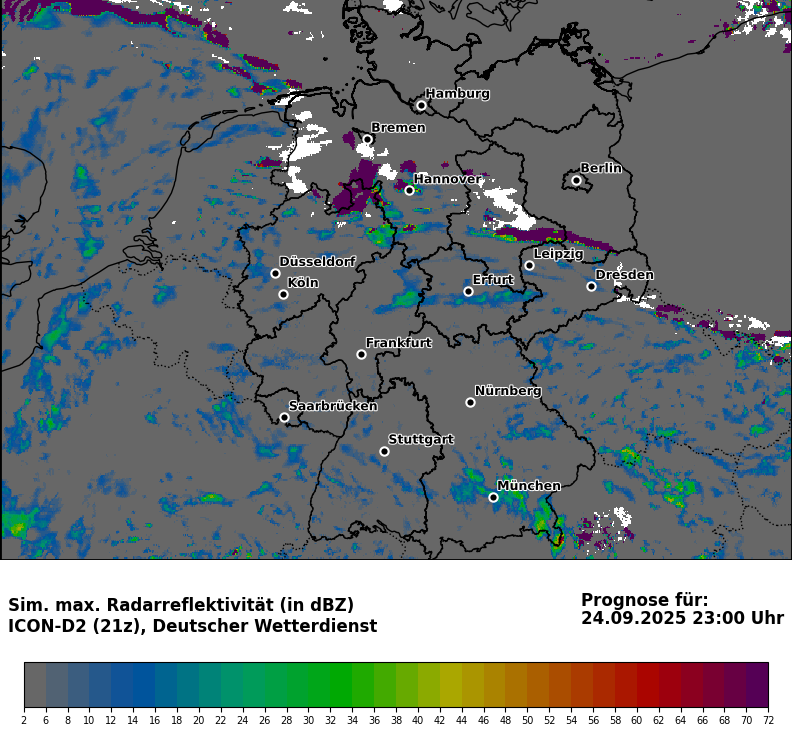 Hamburg
Bremen
Berlin
Hannover
Düsseldorf
Leipzig
Dresden
Köln
Erfurt
Frankfurt
Nürnberg
Saarbrücken
Stuttgart
München
Sim. max. Radarreflektivität (in dBZ)
ICON-D2 (21z), Deutscher Wetterdienst
Prognose für:
24.09.2025 23:00 Uhr
2 6 8 10 12 14 16 18 20 22 24 26 28 30 32 34 36 38 40 42 44 46 48 50 52 54 56 58 60 62 64 66 68 70 72